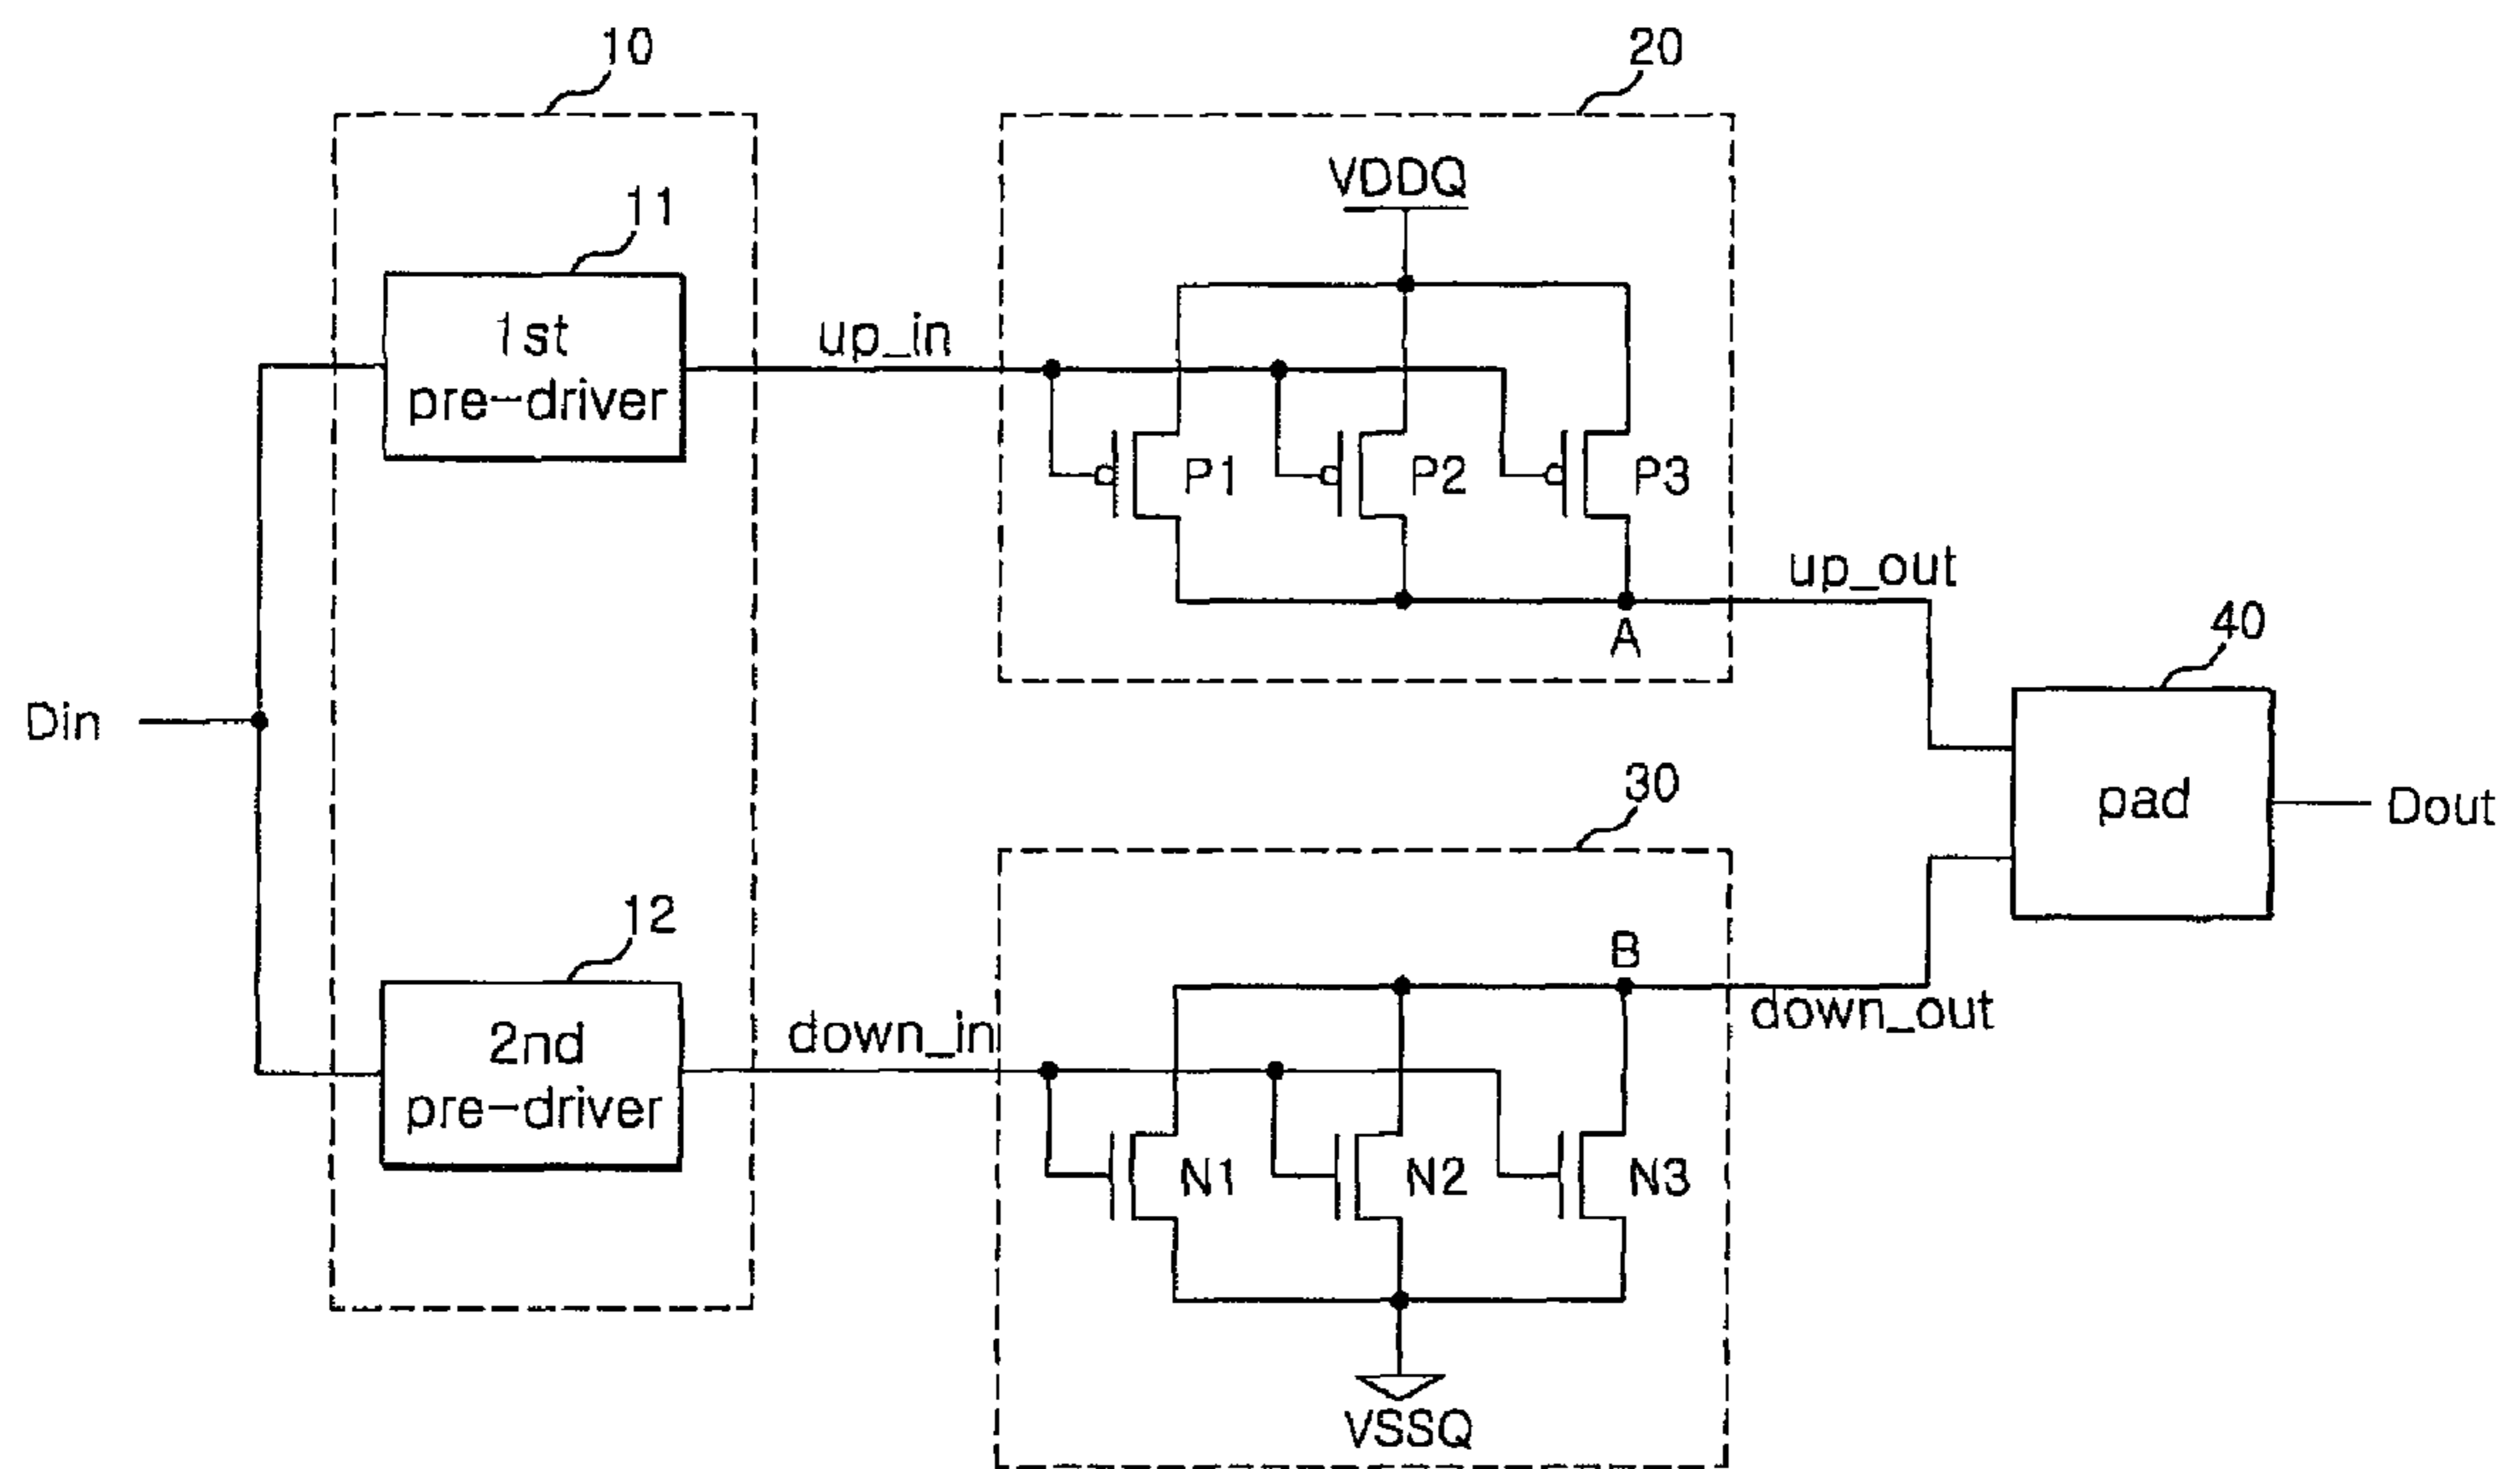 10
20
VDDQ
11
1st
pre-driver
up_in
P1
P2
P3
up_out
A
40
Din
pad
Dout
30
12
B
down_out
2nd
pre-driver
down_in
N1
N2
N3
VSSQ